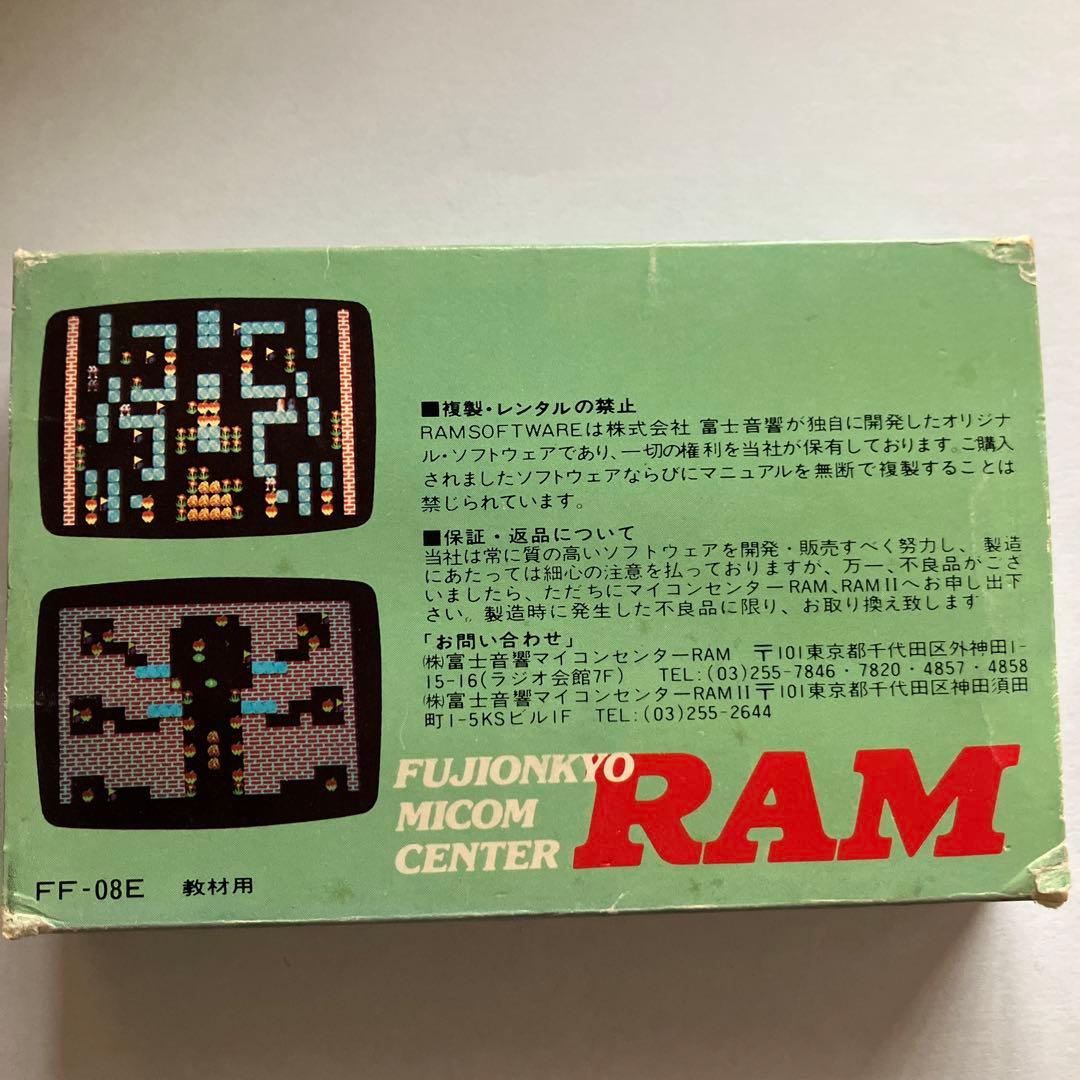 ■複製・レンタルの禁止
RAMSOFTWAREは株式会社 富士音響が独自に開発したオリジナ
ル・ソフトウェアであり、一切の権利を当社が保有しております。ご購入
されましたソフトウェアならびにマニュアルを無断で複製することは
禁じられています。
■保証・返品について
当社は常に質の高いソフトウェアを開発・販売すべく努力し、製造
にあたっては細心の注意を払っておりますが、万一、不良品がござ
いましたら、ただちにマイコンセンターRAM、RAMIIへお申し出下
さい。製造時に発生した不良品に限り、お取り換え致します
「お問い合わせ」
㈱富士音響マイコンセンターRAM 〒101東京都千代田区外神田1-
15-16(ラジオ会館7F) TEL:(03)255-7846・7820・4857・4858
㈱富士音響マイコンセンターRAMII〒101東京都千代田区神田須田
町1-5KSビル1F TEL:(03)255-2644
FUJIONKYO
MICOM
CENTER
RAM
FF-08E 教材用